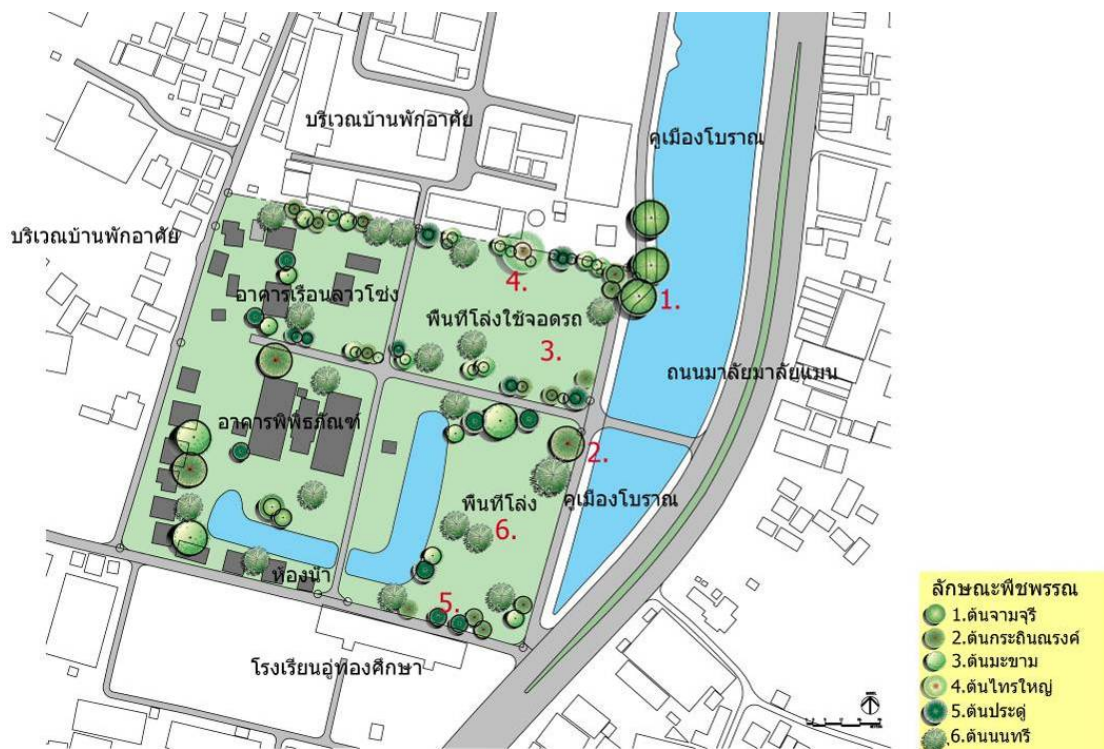 บริเวณบ้านพักอาศัย
คูเมืองโบราณ
บริเวณบ้านพักอาศัย
4.
อาคารเรือนลาวโซ่ง
1.
พื้นที่โล่งใช้จอดรถ
3.
ถนนมาลัยมาลัยแมน
อาคารพิพิธภัณฑ์
2.
พื้นที่โล่ง
คูเมืองโบราณ
6.
ห้องน้ำ
5.
โรงเรียนอู่ทองศึกษา
ลักษณะพืชพรรณ
1.ต้นจามจุรี
2.ต้นกระถินณรงค์
3.ต้นมะขาม
4.ต้นไทรใหญ่
5.ต้นประดู่
6.ต้นนนทรี